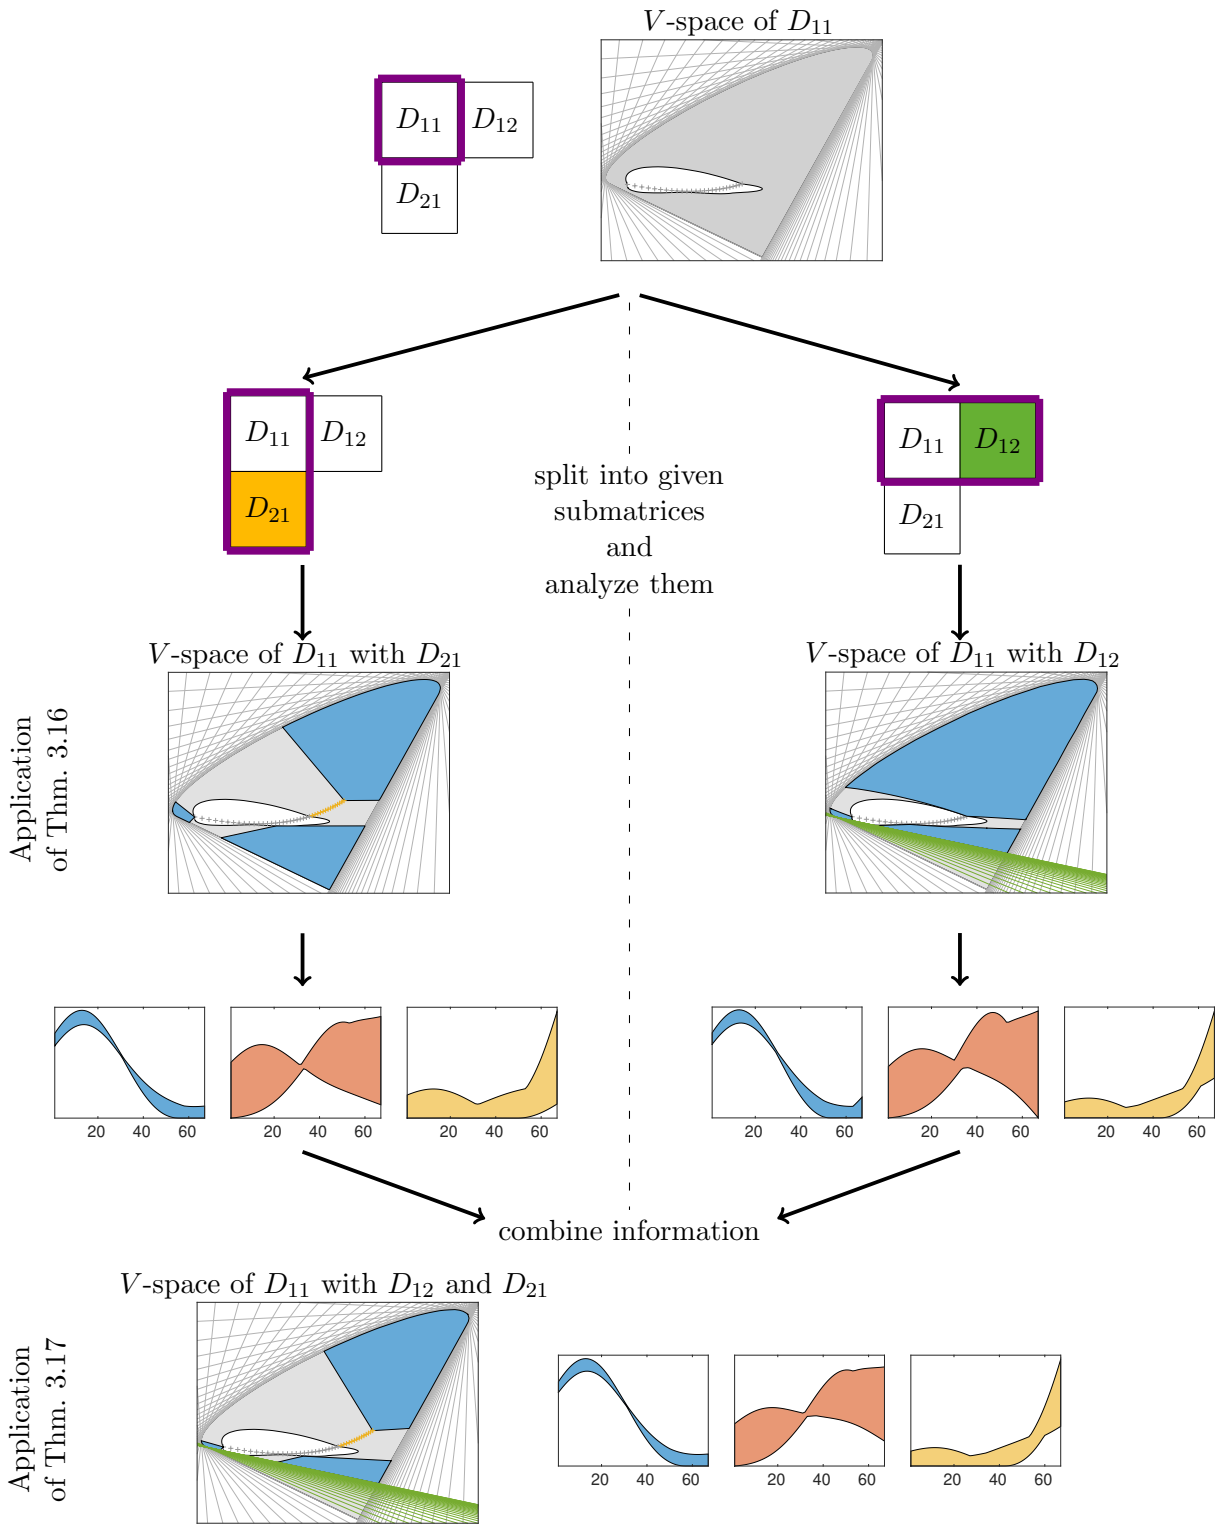 V-space of D₁₁
D₁₁ D₁₂
D₂₁
D₁₁ D₁₂
D₂₁
split into given
submatrices
and
analyze them
D₁₁ D₁₂
D₂₁
V-space of D₁₁ with D₂₁
V-space of D₁₁ with D₁₂
Application
of Thm. 3.16
20 40 60
20 40 60
20 40 60
20 40 60
20 40 60
20 40 60
combine information
V-space of D₁₁ with D₁₂ and D₂₁
Application
of Thm. 3.17
20 40 60
20 40 60
20 40 60